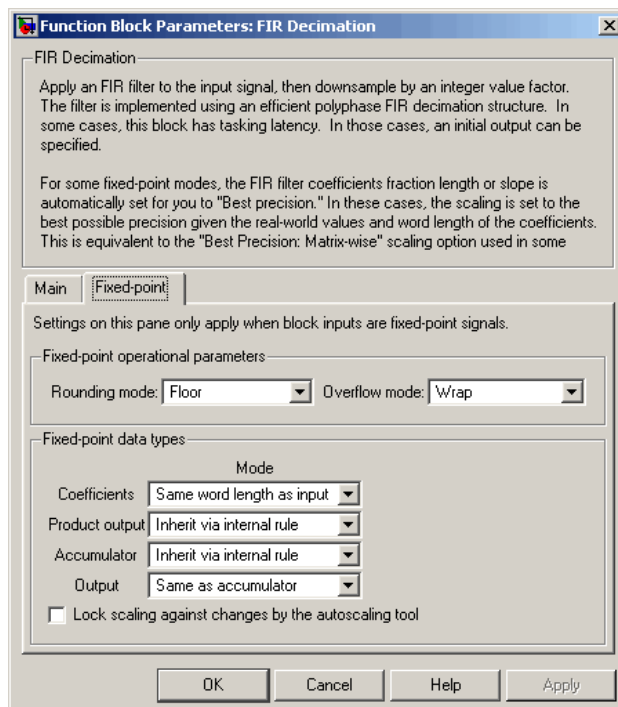 Function Block Parameters: FIR Decimation
FIR Decimation
Apply an FIR filter to the input signal, then downsample by an integer value factor.
The filter is implemented using an efficient polyphase FIR decimation structure. In
some cases, this block has tasking latency. In those cases, an initial output can be
specified.
For some fixed-point modes, the FIR filter coefficients fraction length or slope is
automatically set for you to "Best precision." In these cases, the scaling is set to the
best possible precision given the real-world values and word length of the coefficients.
This is equivalent to the "Best Precision: Matrix-wise" scaling option used in some
Main Fixed-point
Settings on this pane only apply when block inputs are fixed-point signals.
Fixed-point operational parameters
Rounding mode: Floor Overflow mode: Wrap
Fixed-point data types
Mode
Coefficients Same word length as input
Product output Inherit via internal rule
Accumulator Inherit via internal rule
Output Same as accumulator
Lock scaling against changes by the autoscaling tool
OK Cancel Help Apply